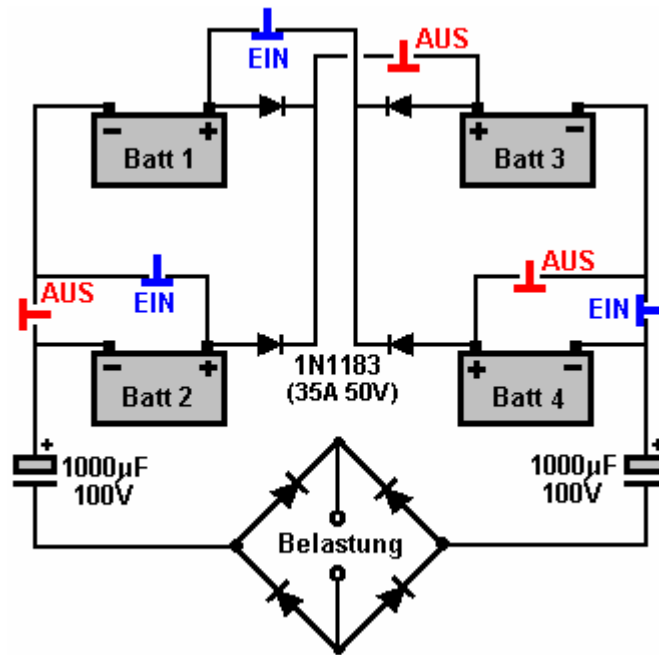 EIN
AUS
- +
Batt 1
+ -
Batt 3
AUS
EIN
AUS
EIN
- +
Batt 2
1N1183
(35A 50V)
+ -
Batt 4
+
1000µF
100V
+
1000µF
100V
Belastung